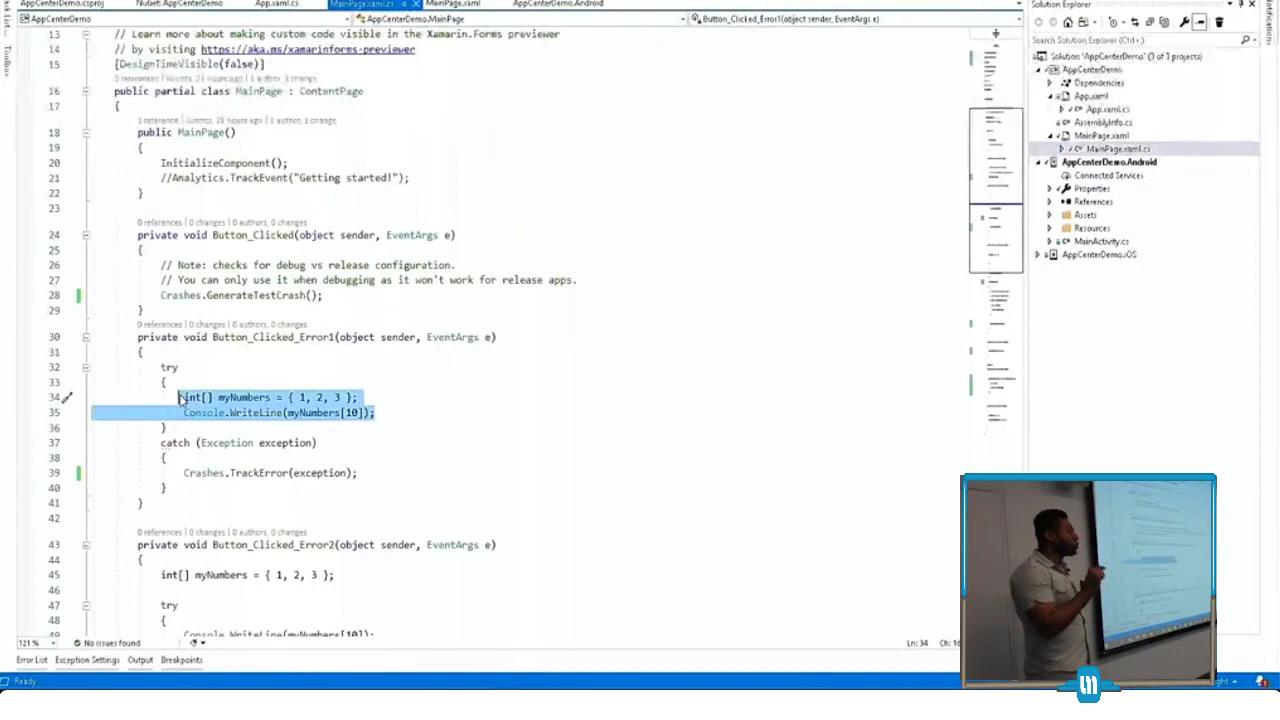 AppCenterDemo.csproj NuGet: AppCenterDemo App.xaml.cs MainPage.xaml.cs MainPage.xaml AppCenterDemo.Android
AppCenterDemo AppCenterDemo.MainPage Button_Clicked_Error1(object sender, EventArgs e)
13 // Learn more about making custom code visible in the Xamarin.Forms previewer
14 // by visiting https://aka.ms/xamarinforms-previewer
15 [DesignTimeVisible(false)]
16 public partial class MainPage : ContentPage
17 {
18 public MainPage()
19 {
20 InitializeComponent();
21 //Analytics.TrackEvent("Getting started!");
22 }
23
0 references | 0 changes | 0 authors, 0 changes
24 private void Button_Clicked(object sender, EventArgs e)
25 {
26 // Note: checks for debug vs release configuration.
27 // You can only use it when debugging as it won't work for release apps.
28 Crashes.GenerateTestCrash();
29 }
0 references | 0 changes | 0 authors, 0 changes
30 private void Button_Clicked_Error1(object sender, EventArgs e)
31 {
32 try
33 {
34 int[] myNumbers = { 1, 2, 3 };
35 Console.WriteLine(myNumbers[10]);
36 }
37 catch (Exception exception)
38 {
39 Crashes.TrackError(exception);
40 }
41 }
42
0 references | 0 changes | 0 authors, 0 changes
43 private void Button_Clicked_Error2(object sender, EventArgs e)
44 {
45 int[] myNumbers = { 1, 2, 3 };
46
47 try
48 {
49 Console.WriteLine(myNumbers[10]);
121 % No issues found Ln: 34
Error List Exception Settings Output Breakpoints
Ready
Toolbox
Notifications
Solution Explorer
Search Solution Explorer (Ctrl+;)
Solution 'AppCenterDemo' (3 of 3 projects)
AppCenterDemo
Dependencies
App.xaml
App.xaml.cs
AssemblyInfo.cs
MainPage.xaml
MainPage.xaml.cs
AppCenterDemo.Android
Connected Services
Properties
References
Assets
Resources
MainActivity.cs
AppCenterDemo.iOS